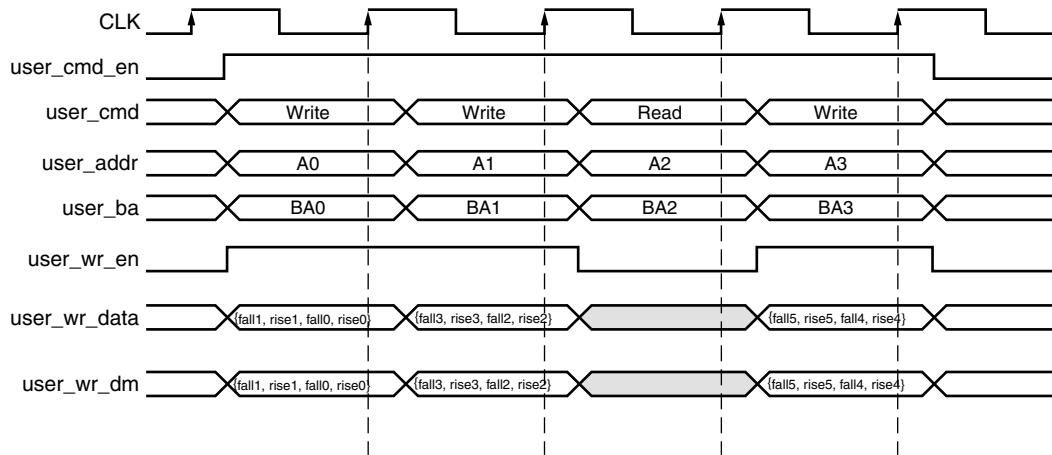 CLK
user_cmd_en
user_cmd Write Write Read Write
user_addr A0 A1 A2 A3
user_ba BA0 BA1 BA2 BA3
user_wr_en
user_wr_data {fall1, rise1, fall0, rise0} {fall3, rise3, fall2, rise2} {fall5, rise5, fall4, rise4}
user_wr_dm {fall1, rise1, fall0, rise0} {fall3, rise3, fall2, rise2} {fall5, rise5, fall4, rise4}